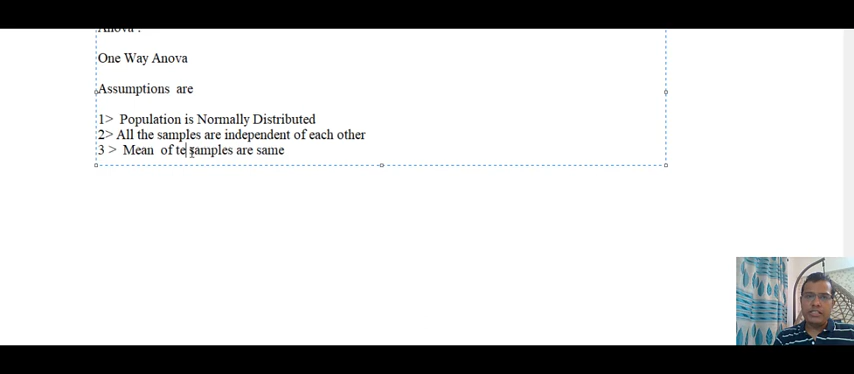 Anova :
One Way Anova
Assumptions are
1> Population is Normally Distributed
2> All the samples are independent of each other
3 > Mean of te samples are same